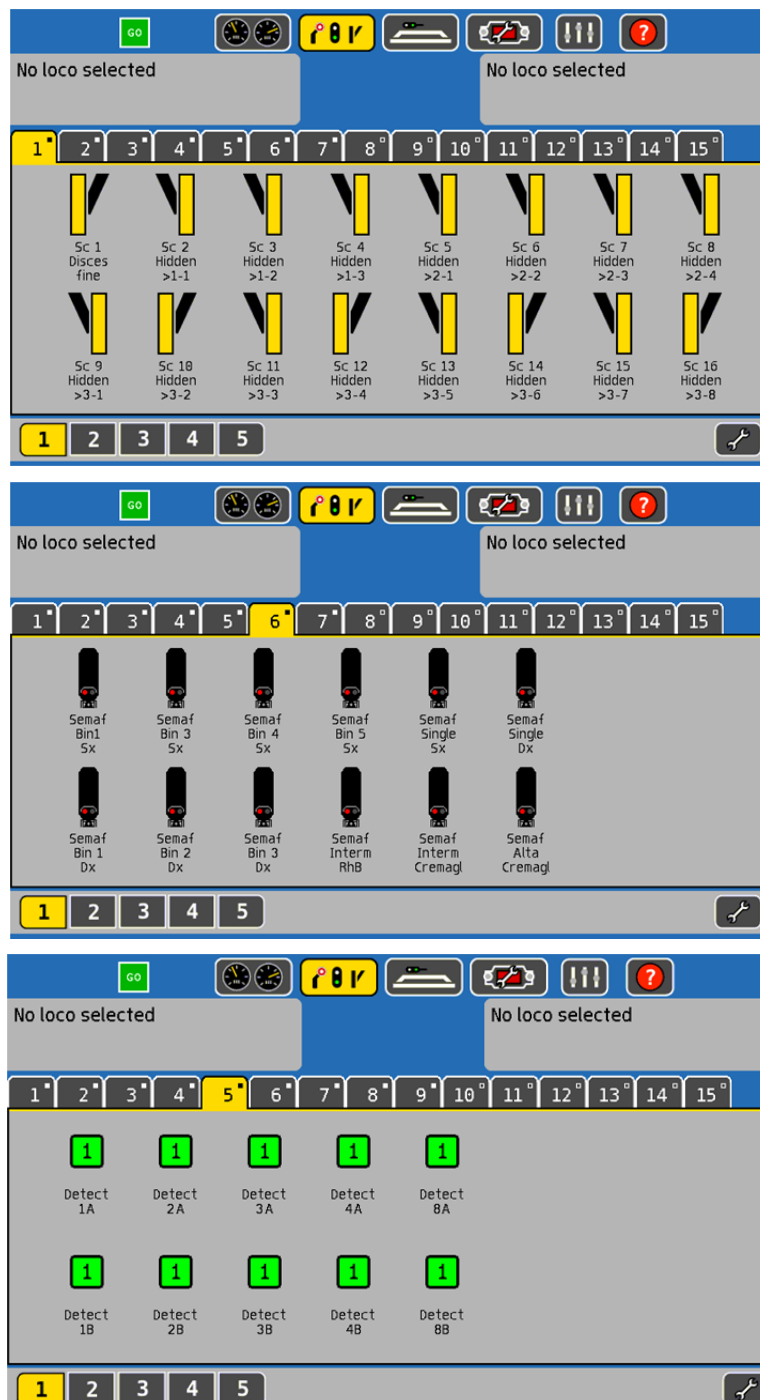 GO
No loco selected No loco selected
1 2 3 4 5 6 7 8 9 10 11 12 13 14 15
Sc 1 Sc 2 Sc 3 Sc 4 Sc 5 Sc 6 Sc 7 Sc 8
Disces Hidden Hidden Hidden Hidden Hidden Hidden Hidden
fine >1-1 >1-2 >1-3 >2-1 >2-2 >2-3 >2-4
Sc 9 Sc 10 Sc 11 Sc 12 Sc 13 Sc 14 Sc 15 Sc 16
Hidden Hidden Hidden Hidden Hidden Hidden Hidden Hidden
>3-1 >3-2 >3-3 >3-4 >3-5 >3-6 >3-7 >3-8
1 2 3 4 5
GO ?
No loco selected No loco selected
1 2 3 4 5 6 7 8 9 10 11 12 13 14 15
Semaf Semaf Semaf Semaf Semaf Semaf
Bin1 Bin 3 Bin 4 Bin 5 Single Single
Sx Sx Sx Sx Sx Dx
Semaf Semaf Semaf Semaf Semaf Semaf
Bin 1 Bin 2 Bin 3 Interm Interm Alta
Dx Dx Dx RhB Cremagl Cremagl
1 2 3 4 5
GO ?
No loco selected No loco selected
1 2 3 4 5 6 7 8 9 10 11 12 13 14 15
1 1 1 1 1
Detect Detect Detect Detect Detect
1A 2A 3A 4A 8A
1 1 1 1 1
Detect Detect Detect Detect Detect
1B 2B 3B 4B 8B
1 2 3 4 5